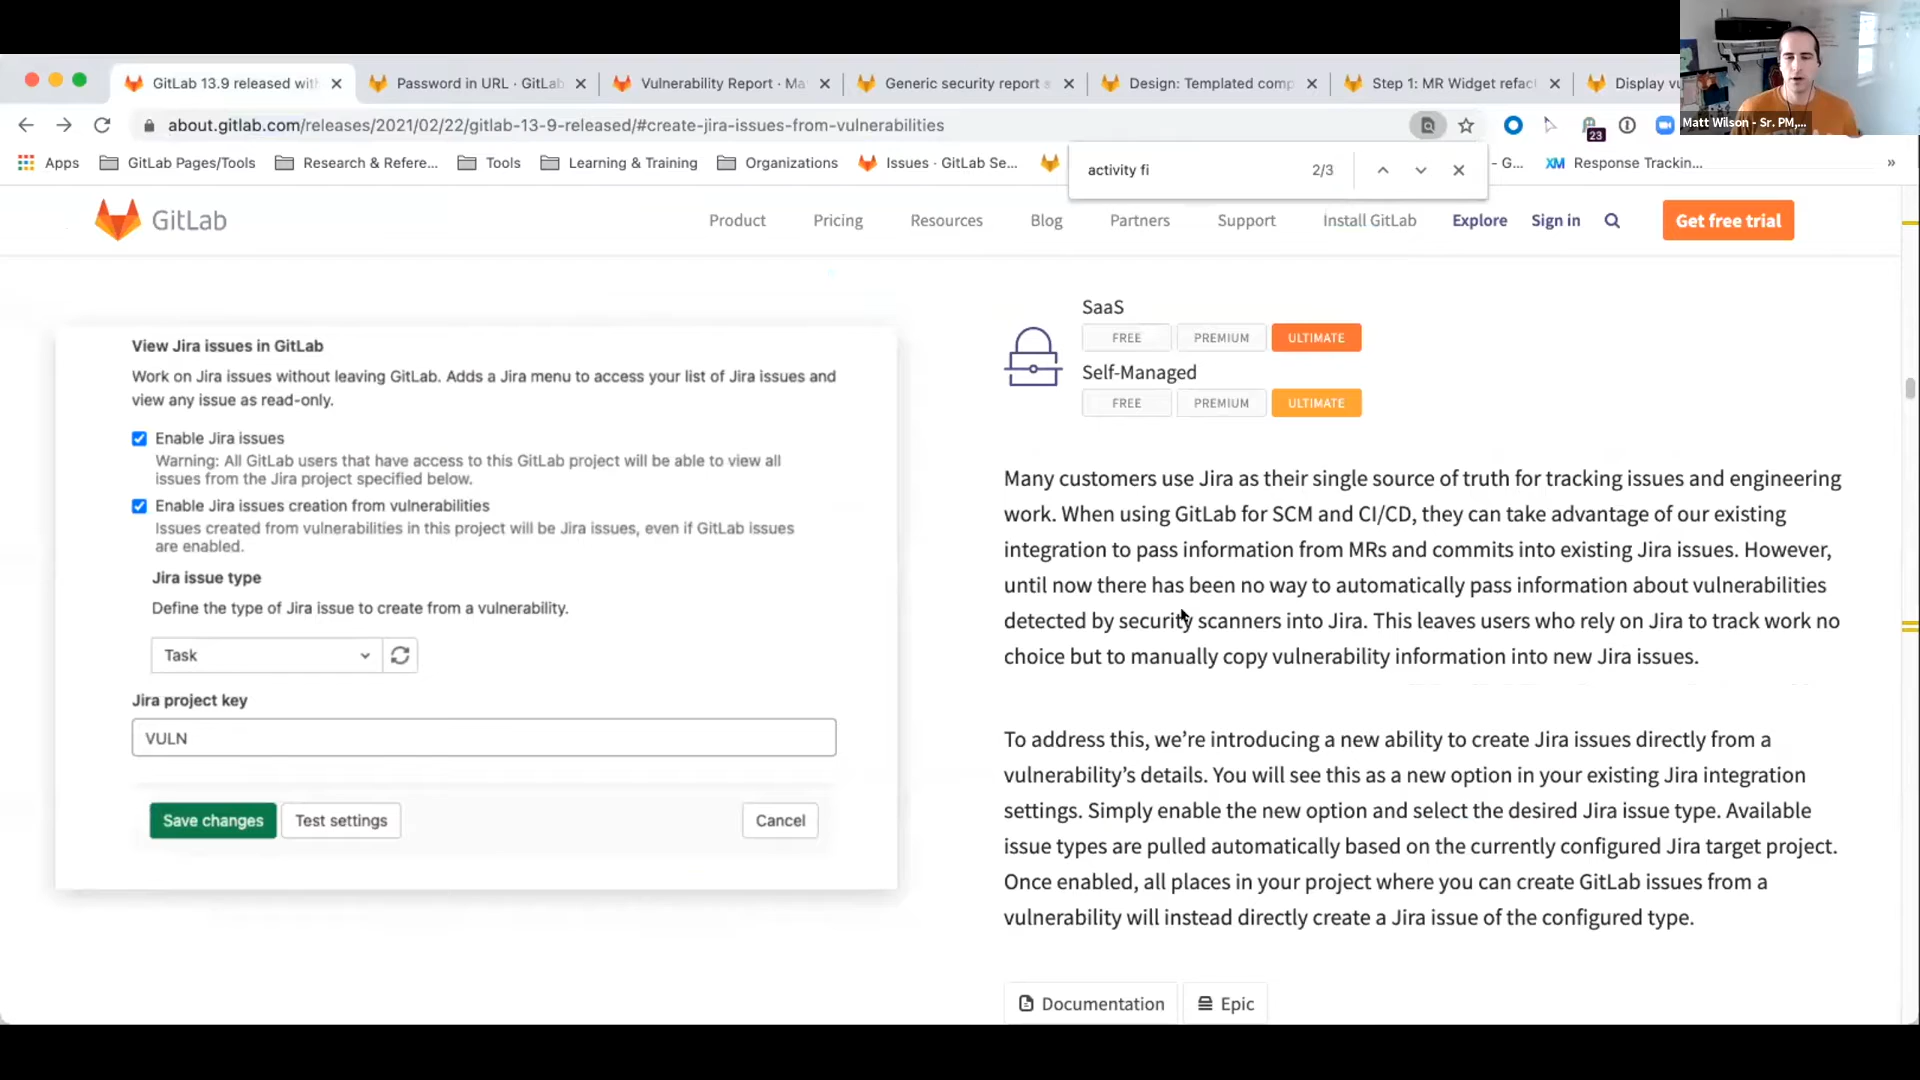 GitLab 13.9 released with
Password in URL · GitLab
Vulnerability Report · Ma
Generic security report s
Design: Templated comp
Step 1: MR Widget refac
Display vu
Matt Wilson - Sr. PM,...
about.gitlab.com/releases/2021/02/22/gitlab-13-9-released/#create-jira-issues-from-vulnerabilities
23
Apps
GitLab Pages/Tools
Research & Refere...
Tools
Learning & Training
Organizations
Issues · GitLab Se...
activity fi
2/3
- G...
XM
Response Trackin...
»
GitLab
Product
Pricing
Resources
Blog
Partners
Support
Install GitLab
Explore
Sign in
Get free trial
View Jira issues in GitLab
Work on Jira issues without leaving GitLab. Adds a Jira menu to access your list of Jira issues and
view any issue as read-only.
Enable Jira issues
Warning: All GitLab users that have access to this GitLab project will be able to view all
issues from the Jira project specified below.
Enable Jira issues creation from vulnerabilities
Issues created from vulnerabilities in this project will be Jira issues, even if GitLab issues
are enabled.
Jira issue type
Define the type of Jira issue to create from a vulnerability.
Task
Jira project key
VULN
Save changes
Test settings
Cancel
SaaS
FREE
PREMIUM
ULTIMATE
Self-Managed
FREE
PREMIUM
ULTIMATE
Many customers use Jira as their single source of truth for tracking issues and engineering
work. When using GitLab for SCM and CI/CD, they can take advantage of our existing
integration to pass information from MRs and commits into existing Jira issues. However,
until now there has been no way to automatically pass information about vulnerabilities
detected by security scanners into Jira. This leaves users who rely on Jira to track work no
choice but to manually copy vulnerability information into new Jira issues.
To address this, we’re introducing a new ability to create Jira issues directly from a
vulnerability’s details. You will see this as a new option in your existing Jira integration
settings. Simply enable the new option and select the desired Jira issue type. Available
issue types are pulled automatically based on the currently configured Jira target project.
Once enabled, all places in your project where you can create GitLab issues from a
vulnerability will instead directly create a Jira issue of the configured type.
Documentation
Epic